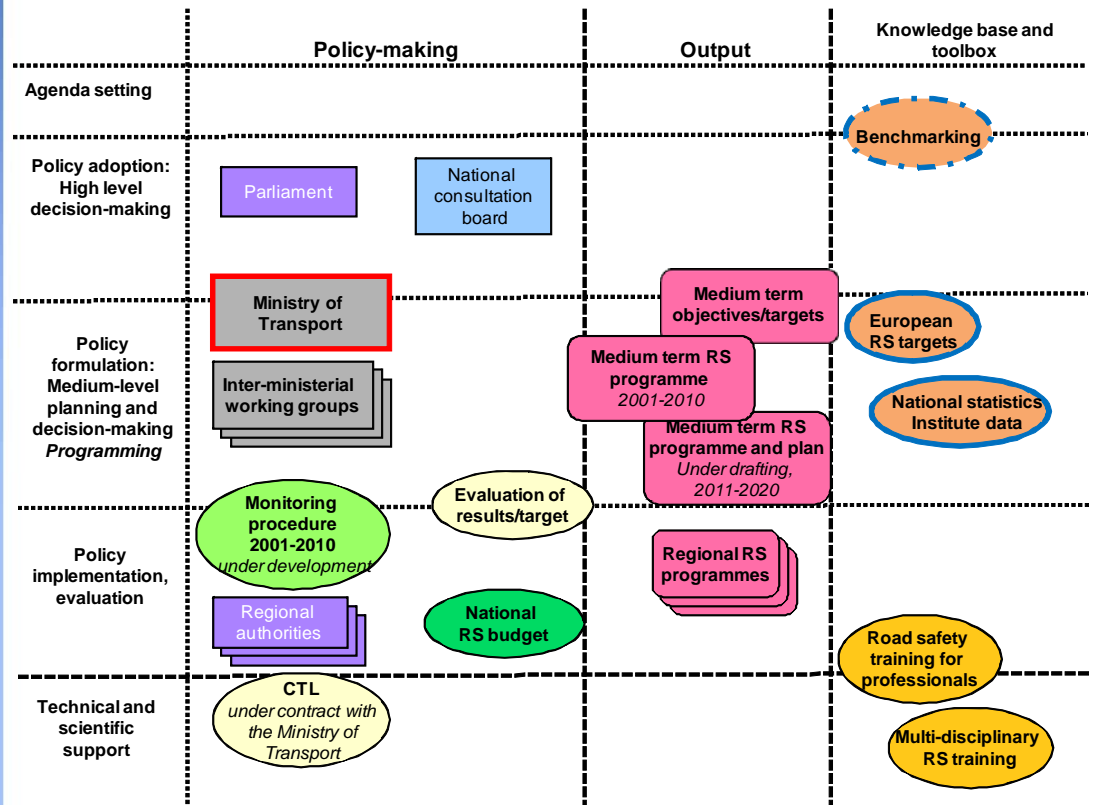 Policy-making
Output
Knowledge base and
toolbox
Agenda setting
Benchmarking
Policy adoption:
High level
decision-making
Parliament
National
consultation
board
Ministry of
Transport
Medium term
objectives/targets
European
RS targets
Policy
formulation:
Medium-level
planning and
decision-making
Programming
Inter-ministerial
working groups
Medium term RS
programme
2001-2010
National statistics
Institute data
Medium term RS
programme and plan
Under drafting,
2011-2020
Monitoring
procedure
2001-2010
under development
Evaluation of
results/target
Policy
implementation,
evaluation
Regional RS
programmes
Regional
authorities
National
RS budget
Road safety
training for
professionals
Technical and
scientific
support
CTL
under contract with
the Ministry of
Transport
Multi-disciplinary
RS training